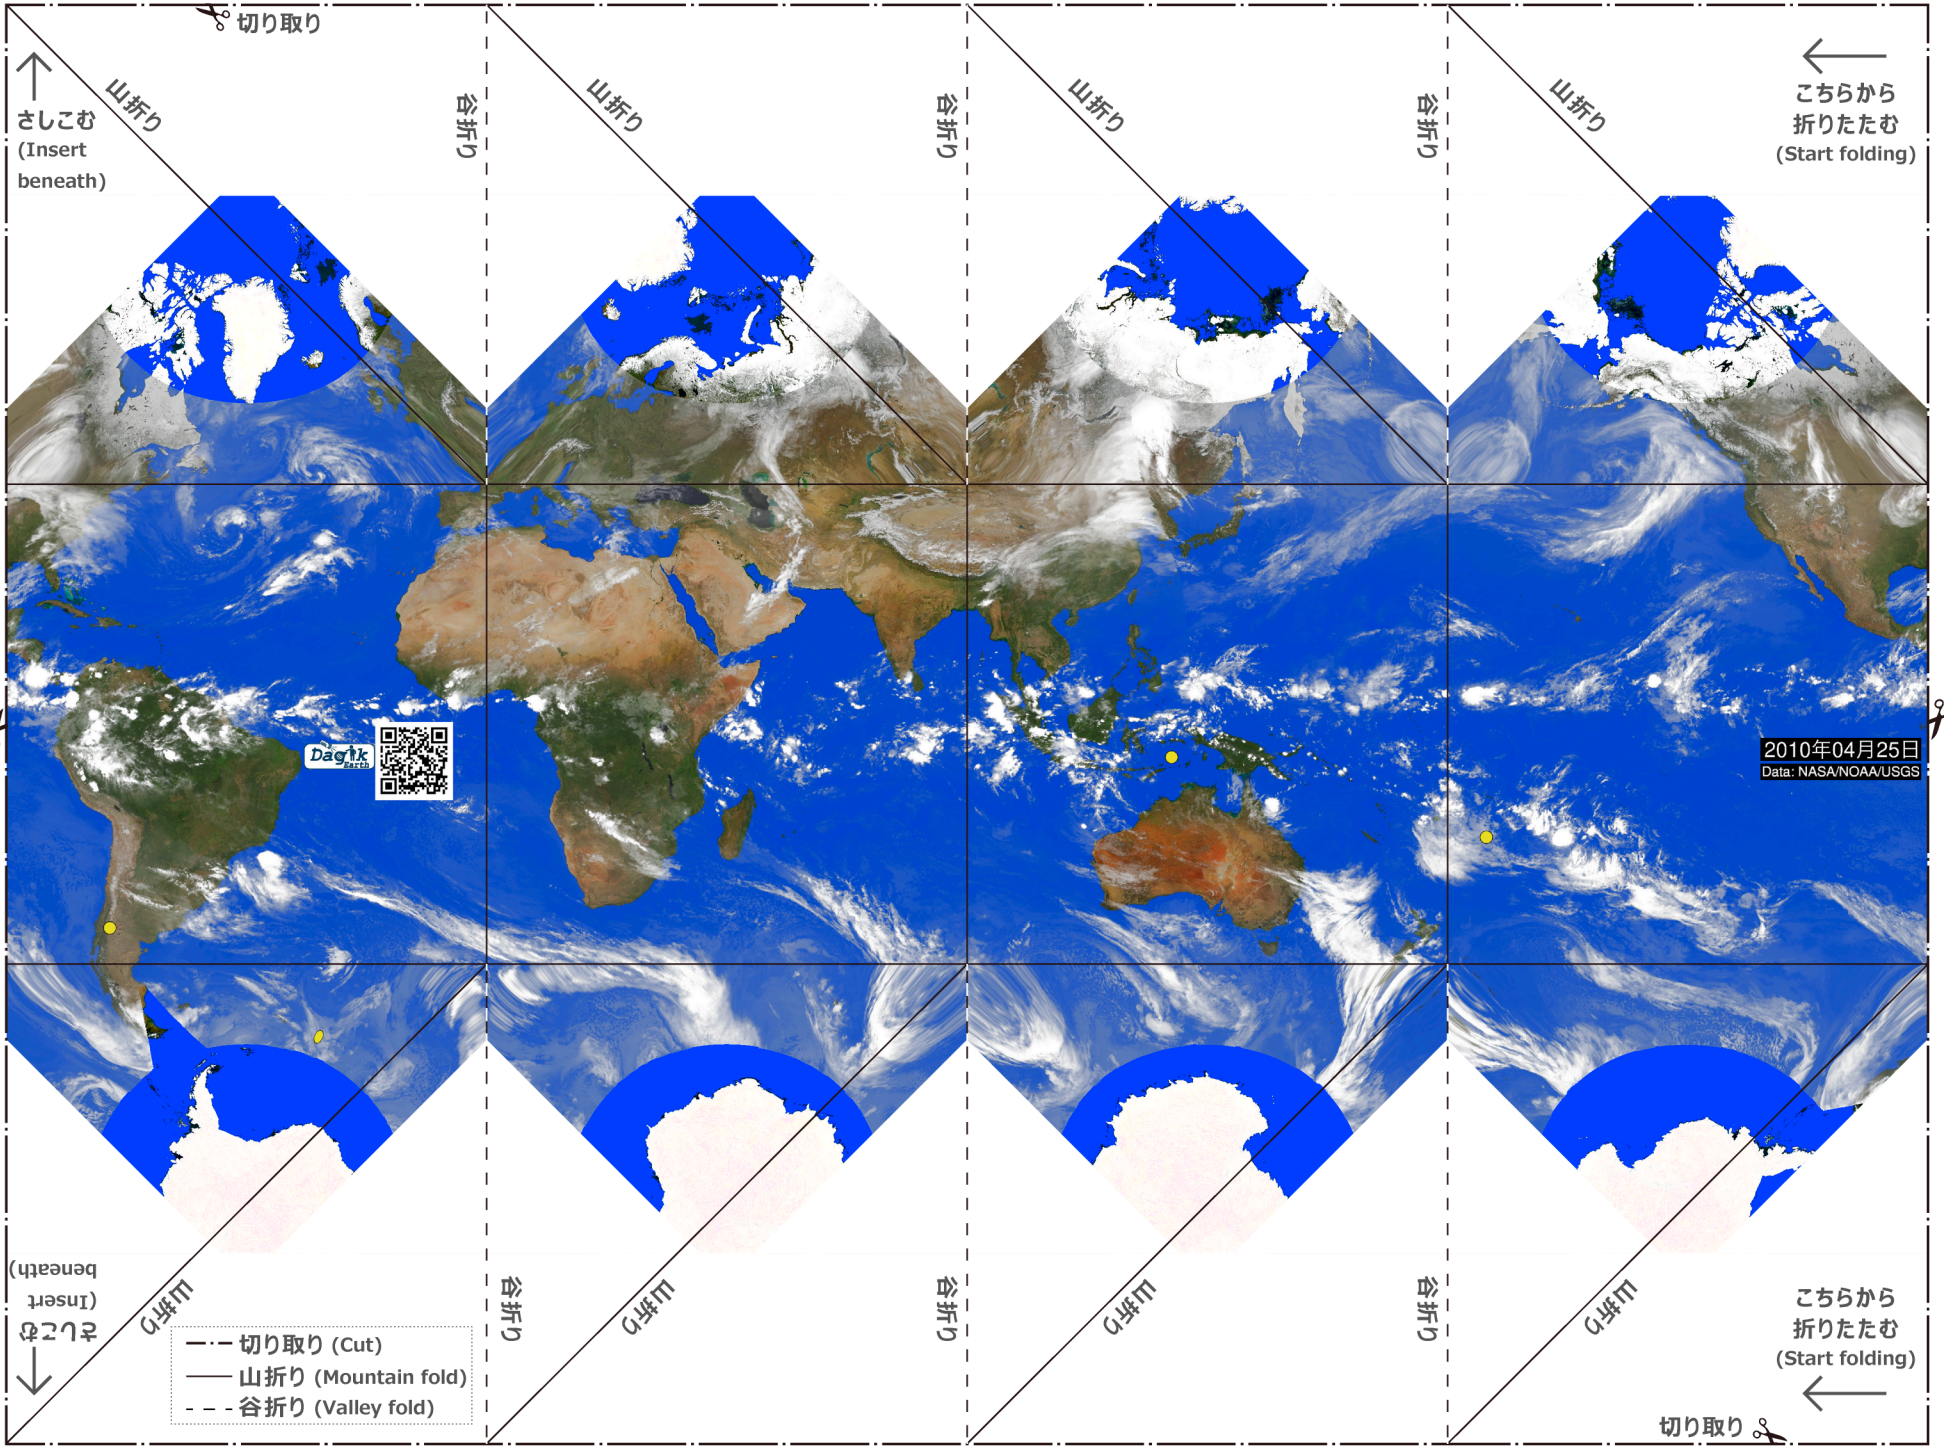 切り取り
山折り
谷折り
山折り
谷折り
山折り
谷折り
山折り
さしこむ
(Insert
beneath)
こちらから
折りたたむ
(Start folding)
Dagik
Earth
2010年04月25日
Data: NASA/NOAA/USGS
さしこむ
(Insert
beneath)
山折り
谷折り
山折り
谷折り
山折り
谷折り
山折り
切り取り (Cut)
山折り (Mountain fold)
谷折り (Valley fold)
こちらから
折りたたむ
(Start folding)
切り取り